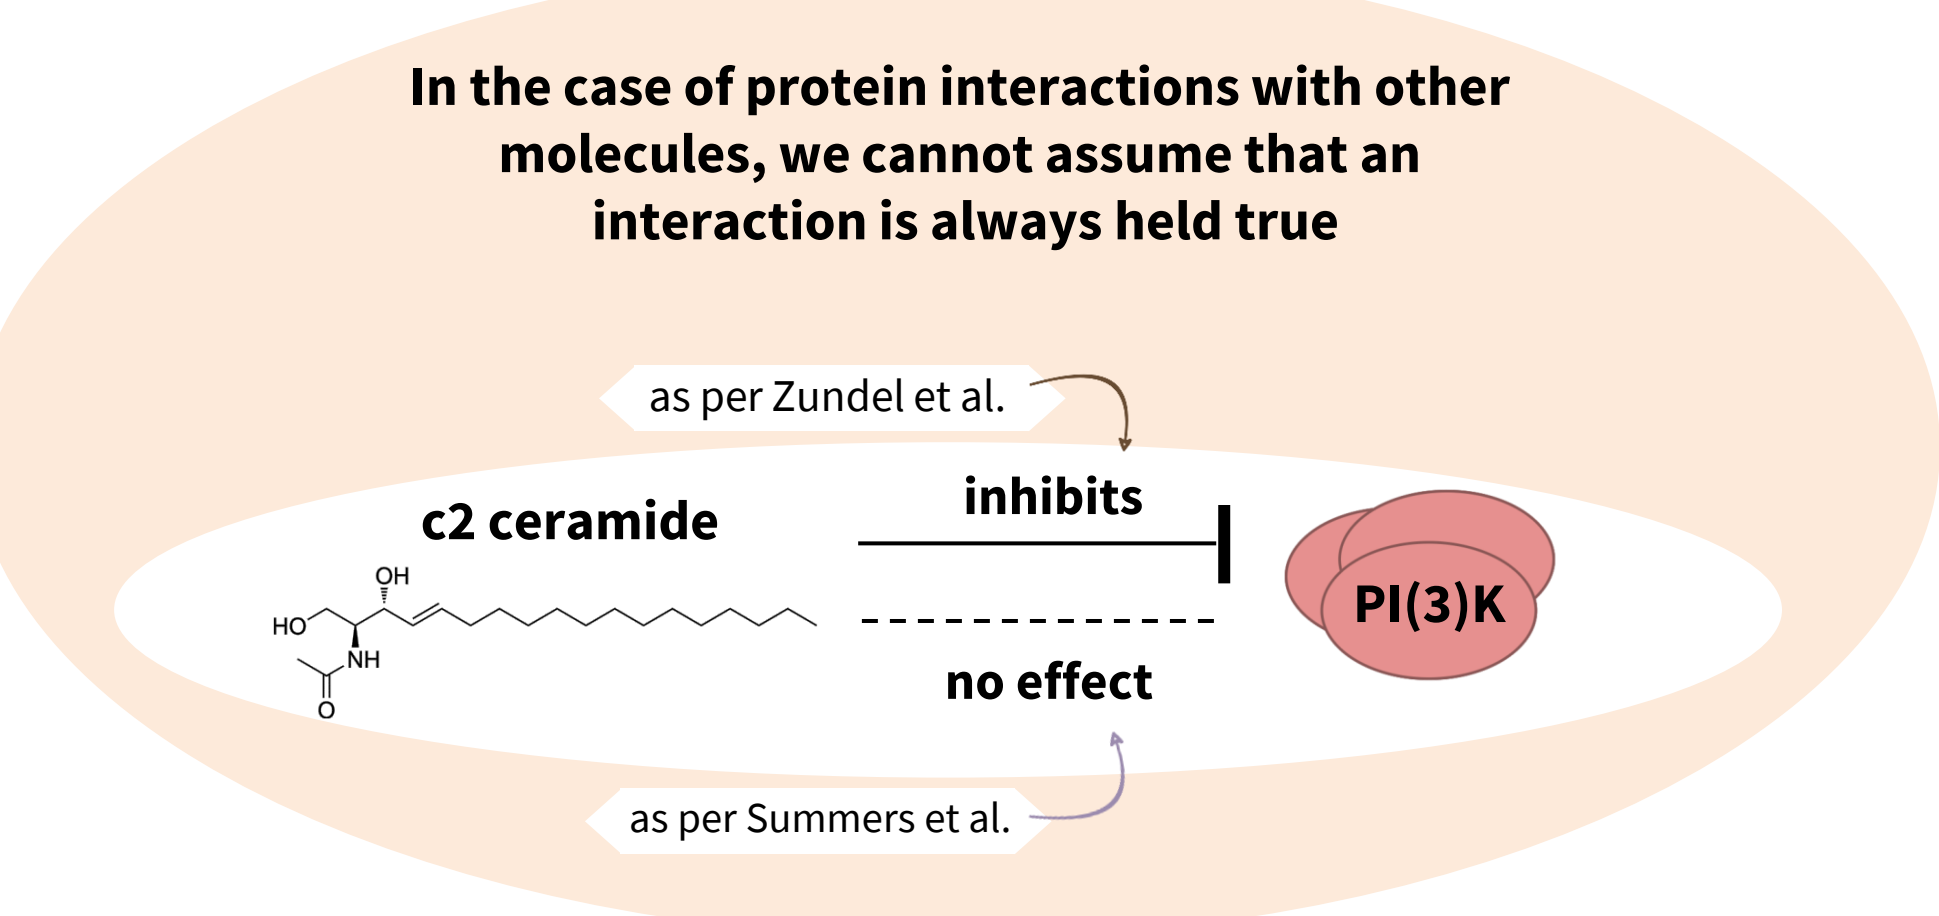 In the case of protein interactions with other
molecules, we cannot assume that an
interaction is always held true
as per Zundel et al.
inhibits
c2 ceramide
OH
HO
NH
O
PI(3)K
no effect
as per Summers et al.